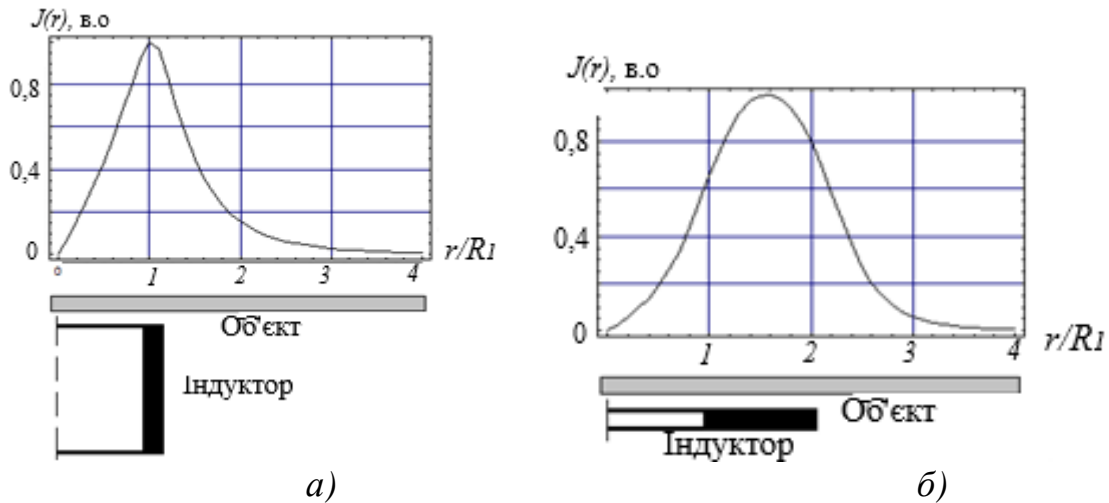 J(r), в.о
0,8
0,4
0
0 1 2 3 4 r/R1
Об'єкт
Індуктор
а)
J(r), в.о
0,8
0,4
0
1 2 3 4 r/R1
Об'єкт
Індуктор
б)